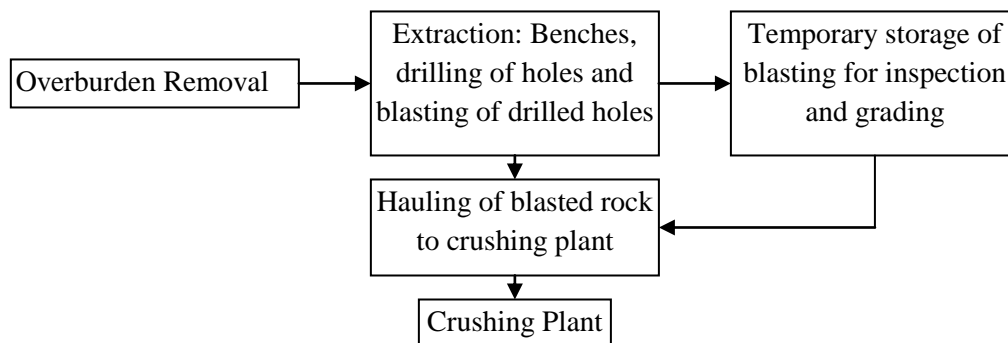 Overburden Removal
Extraction: Benches,
drilling of holes and
blasting of drilled holes
Temporary storage of
blasting for inspection
and grading
Hauling of blasted rock
to crushing plant
Crushing Plant